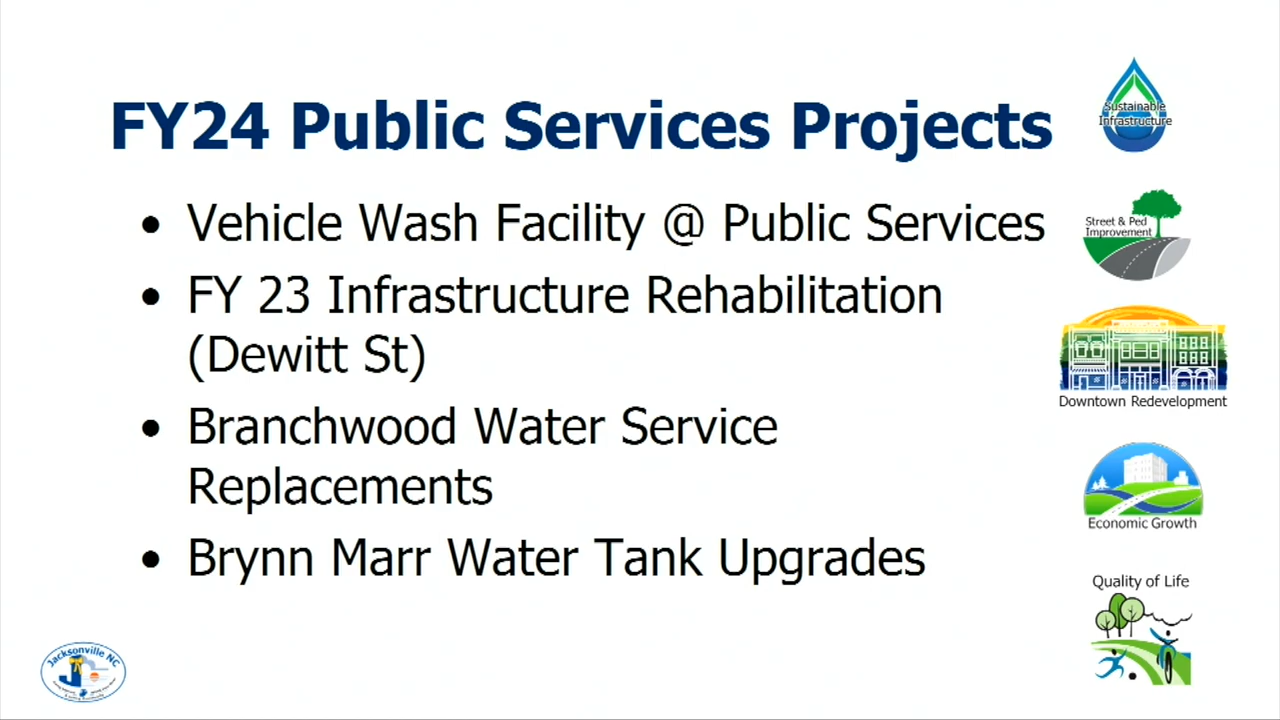 FY24 Public Services Projects
• Vehicle Wash Facility @ Public Services
• FY 23 Infrastructure Rehabilitation
(Dewitt St)
• Branchwood Water Service
Replacements
• Brynn Marr Water Tank Upgrades
Sustainable
Infrastructure
Street & Ped
Improvement
Downtown Redevelopment
Economic Growth
Quality of Life
Jacksonville NC